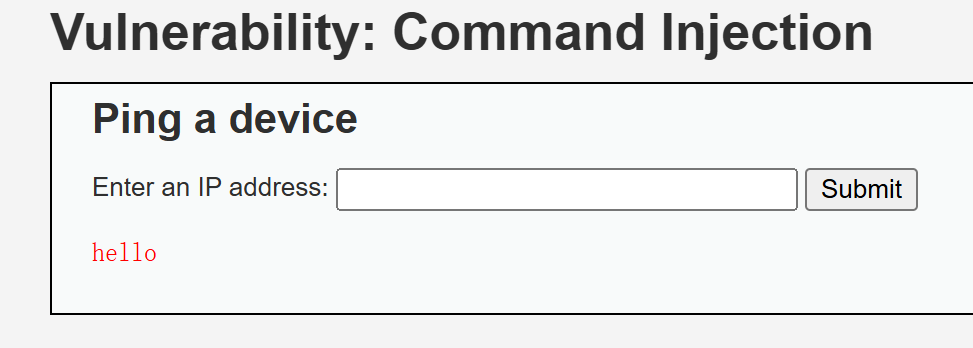 Vulnerability: Command Injection
Ping a device
Enter an IP address: Submit
hello